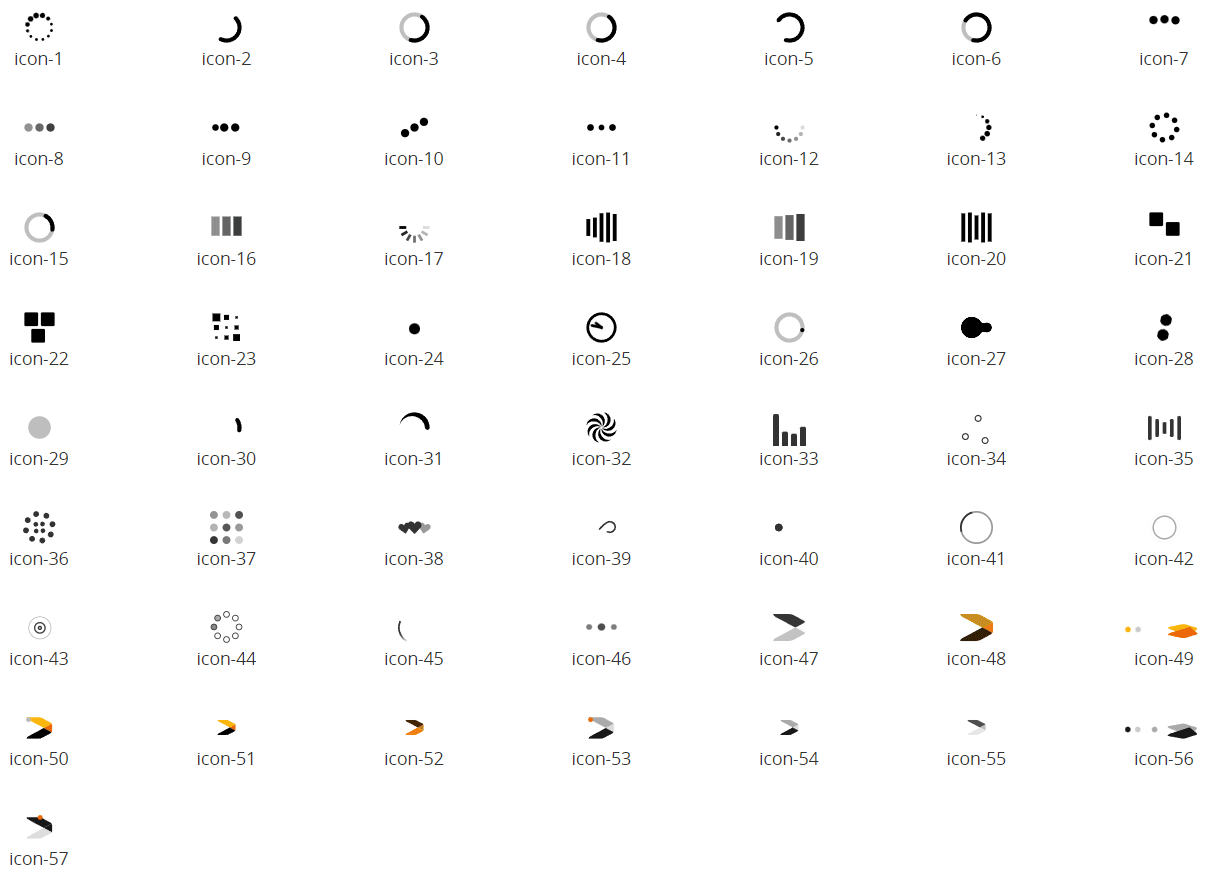 icon-1 icon-2 icon-3 icon-4 icon-5 icon-6 icon-7
icon-8 icon-9 icon-10 icon-11 icon-12 icon-13 icon-14
icon-15 icon-16 icon-17 icon-18 icon-19 icon-20 icon-21
icon-22 icon-23 icon-24 icon-25 icon-26 icon-27 icon-28
icon-29 icon-30 icon-31 icon-32 icon-33 icon-34 icon-35
icon-36 icon-37 icon-38 icon-39 icon-40 icon-41 icon-42
icon-43 icon-44 icon-45 icon-46 icon-47 icon-48 icon-49
icon-50 icon-51 icon-52 icon-53 icon-54 icon-55 icon-56
icon-57